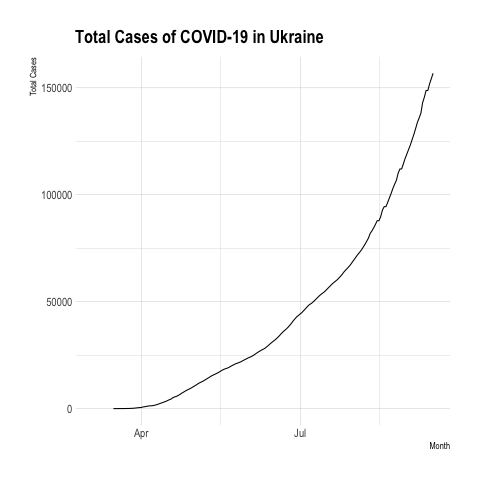 Total Cases of COVID-19 in Ukraine
Total Cases
150000
100000
50000
0
Apr Jul
Month